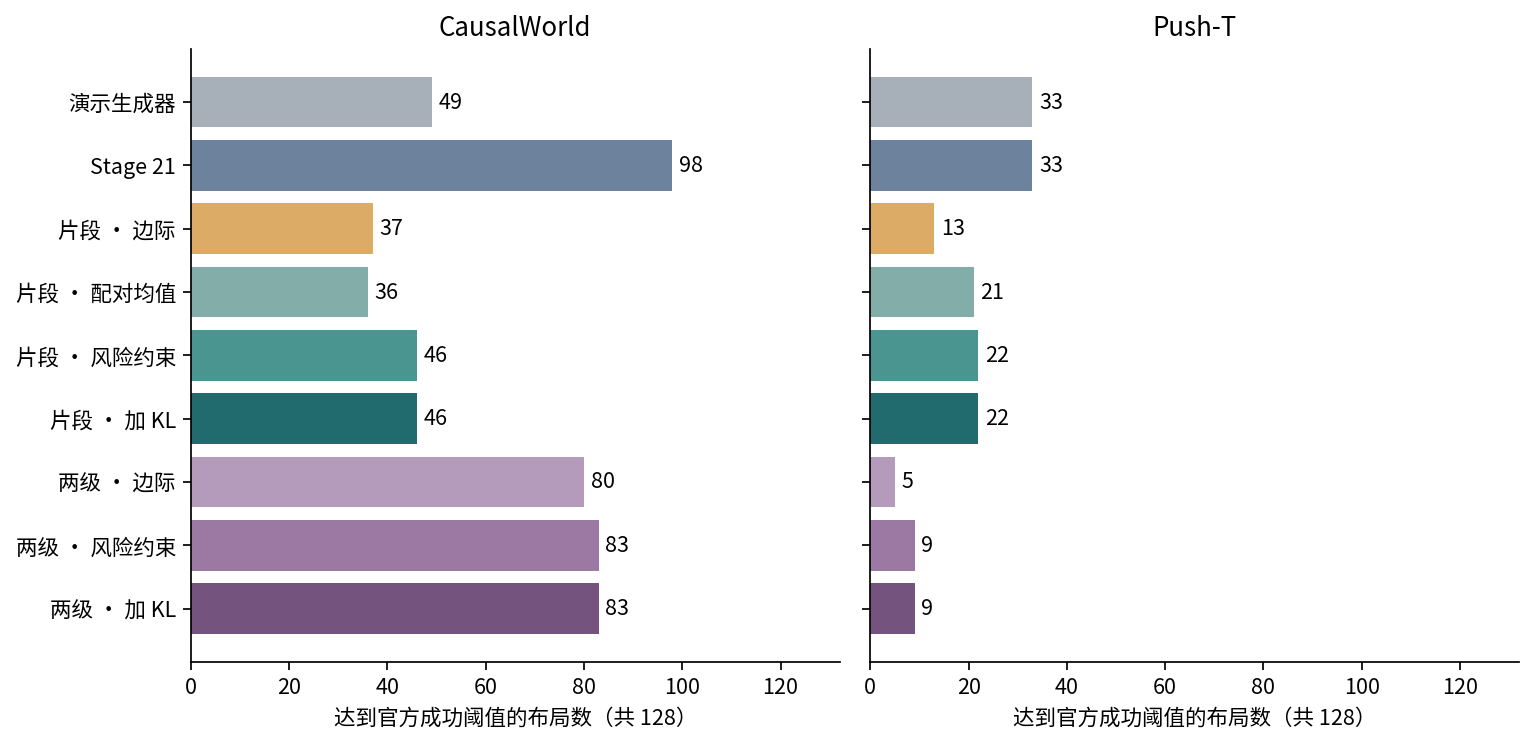 CausalWorld
演示生成器
49
Stage 21
98
片段 · 边际
37
片段 · 配对均值
36
片段 · 风险约束
46
片段 · 加 KL
46
两级 · 边际
80
两级 · 风险约束
83
两级 · 加 KL
83
0 20 40 60 80 100 120
达到官方成功阈值的布局数（共 128）
Push-T
33
33
13
21
22
22
5
9
9
0 20 40 60 80 100 120
达到官方成功阈值的布局数（共 128）